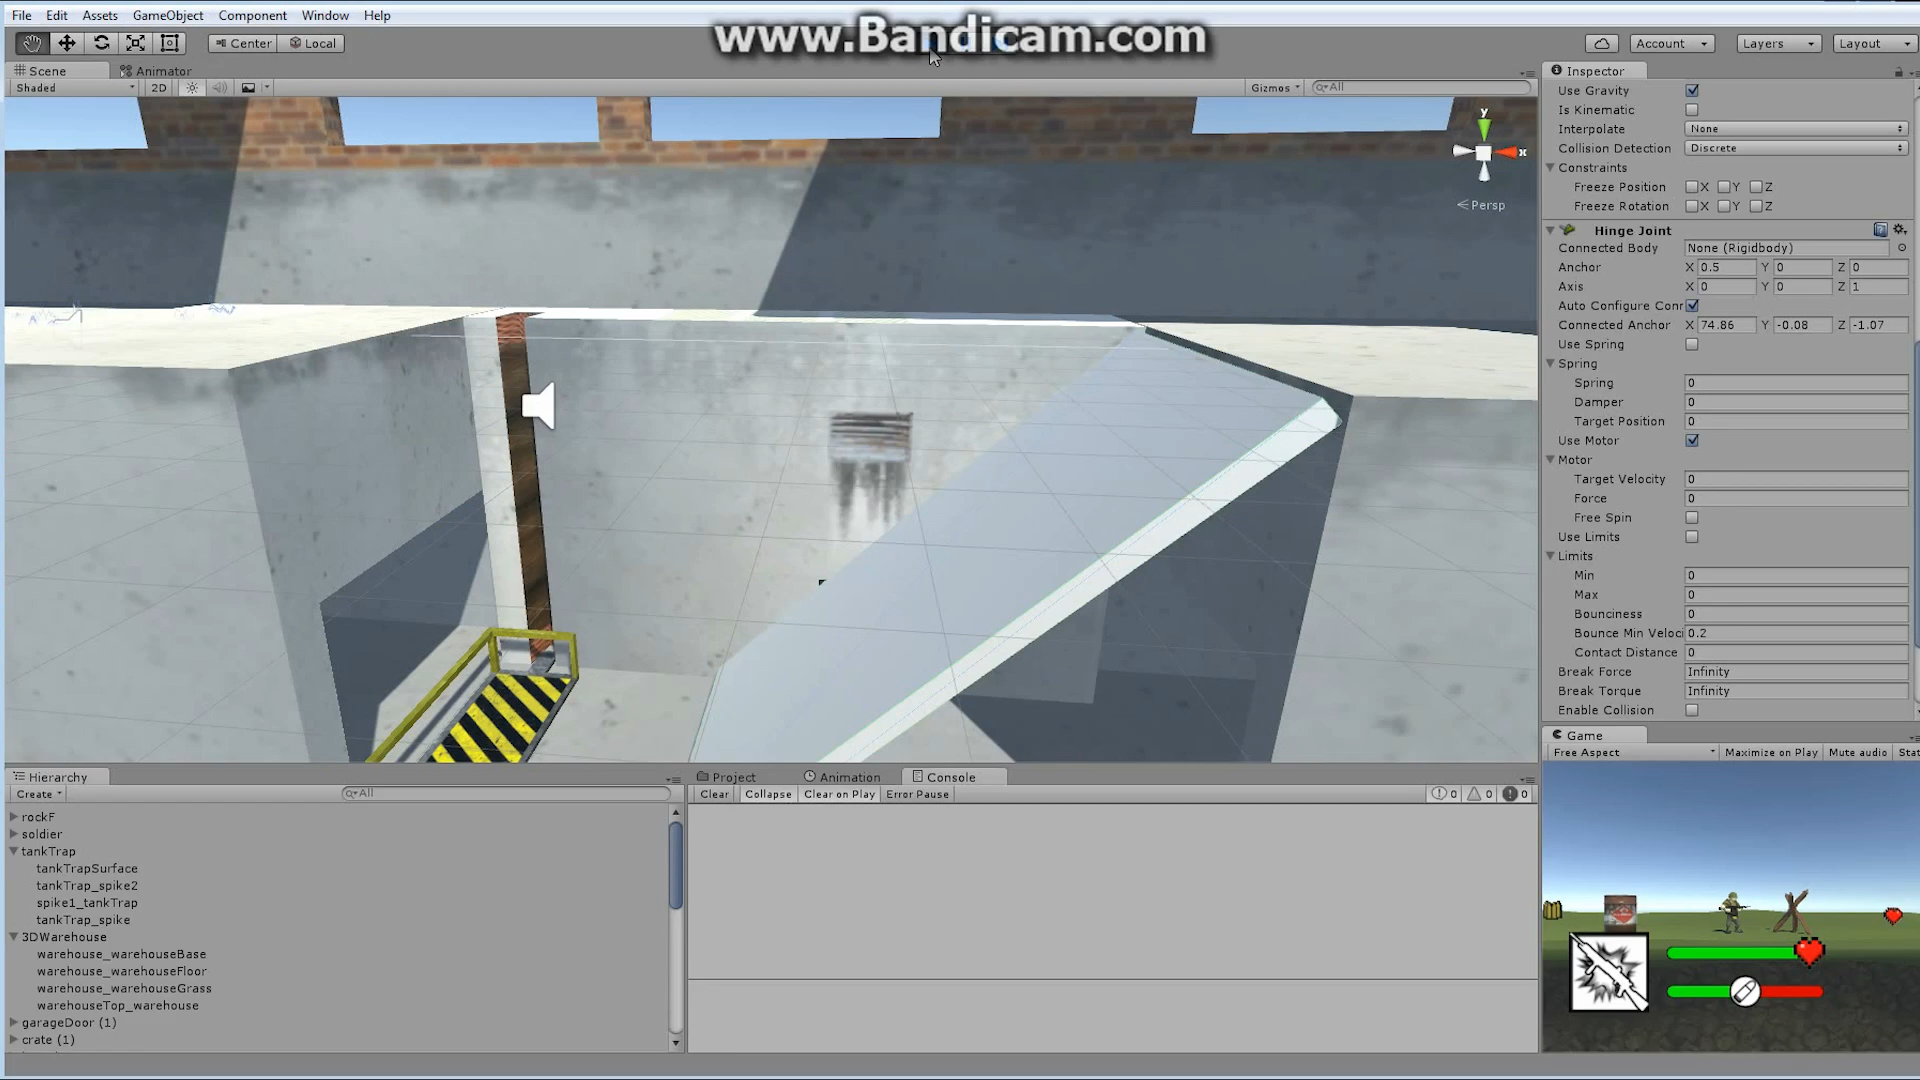 File Edit Assets GameObject Component Window Help
www.Bandicam.com
Center Local Account Layers Layout
Scene Animator Inspector
Shaded 2D Gizmos All
Use Gravity
Is Kinematic
Interpolate None
Collision Detection Discrete
Constraints
Freeze Position X Y Z
Freeze Rotation X Y Z
y
x
Persp
Hinge Joint
Connected Body None (Rigidbody)
Anchor X 0.5 Y 0 Z 0
Axis X 0 Y 0 Z 1
Auto Configure Conr
Connected Anchor X 74.86 Y -0.08 Z -1.07
Use Spring
Spring
Spring 0
Damper 0
Target Position 0
Use Motor
Motor
Target Velocity 0
Force 0
Free Spin
Use Limits
Limits
Min 0
Max 0
Bounciness 0
Bounce Min Veloci 0.2
Contact Distance 0
Break Force Infinity
Break Torque Infinity
Enable Collision
Game
Free Aspect Maximize on Play Mute audio Stat
Hierarchy
Create All
rockF
soldier
tankTrap
tankTrapSurface
tankTrap_spike2
spike1_tankTrap
tankTrap_spike
3DWarehouse
warehouse_warehouseBase
warehouse_warehouseFloor
warehouse_warehouseGrass
warehouseTop_warehouse
garageDoor (1)
crate (1)
Project Animation Console
Clear Collapse Clear on Play Error Pause 0 0 0